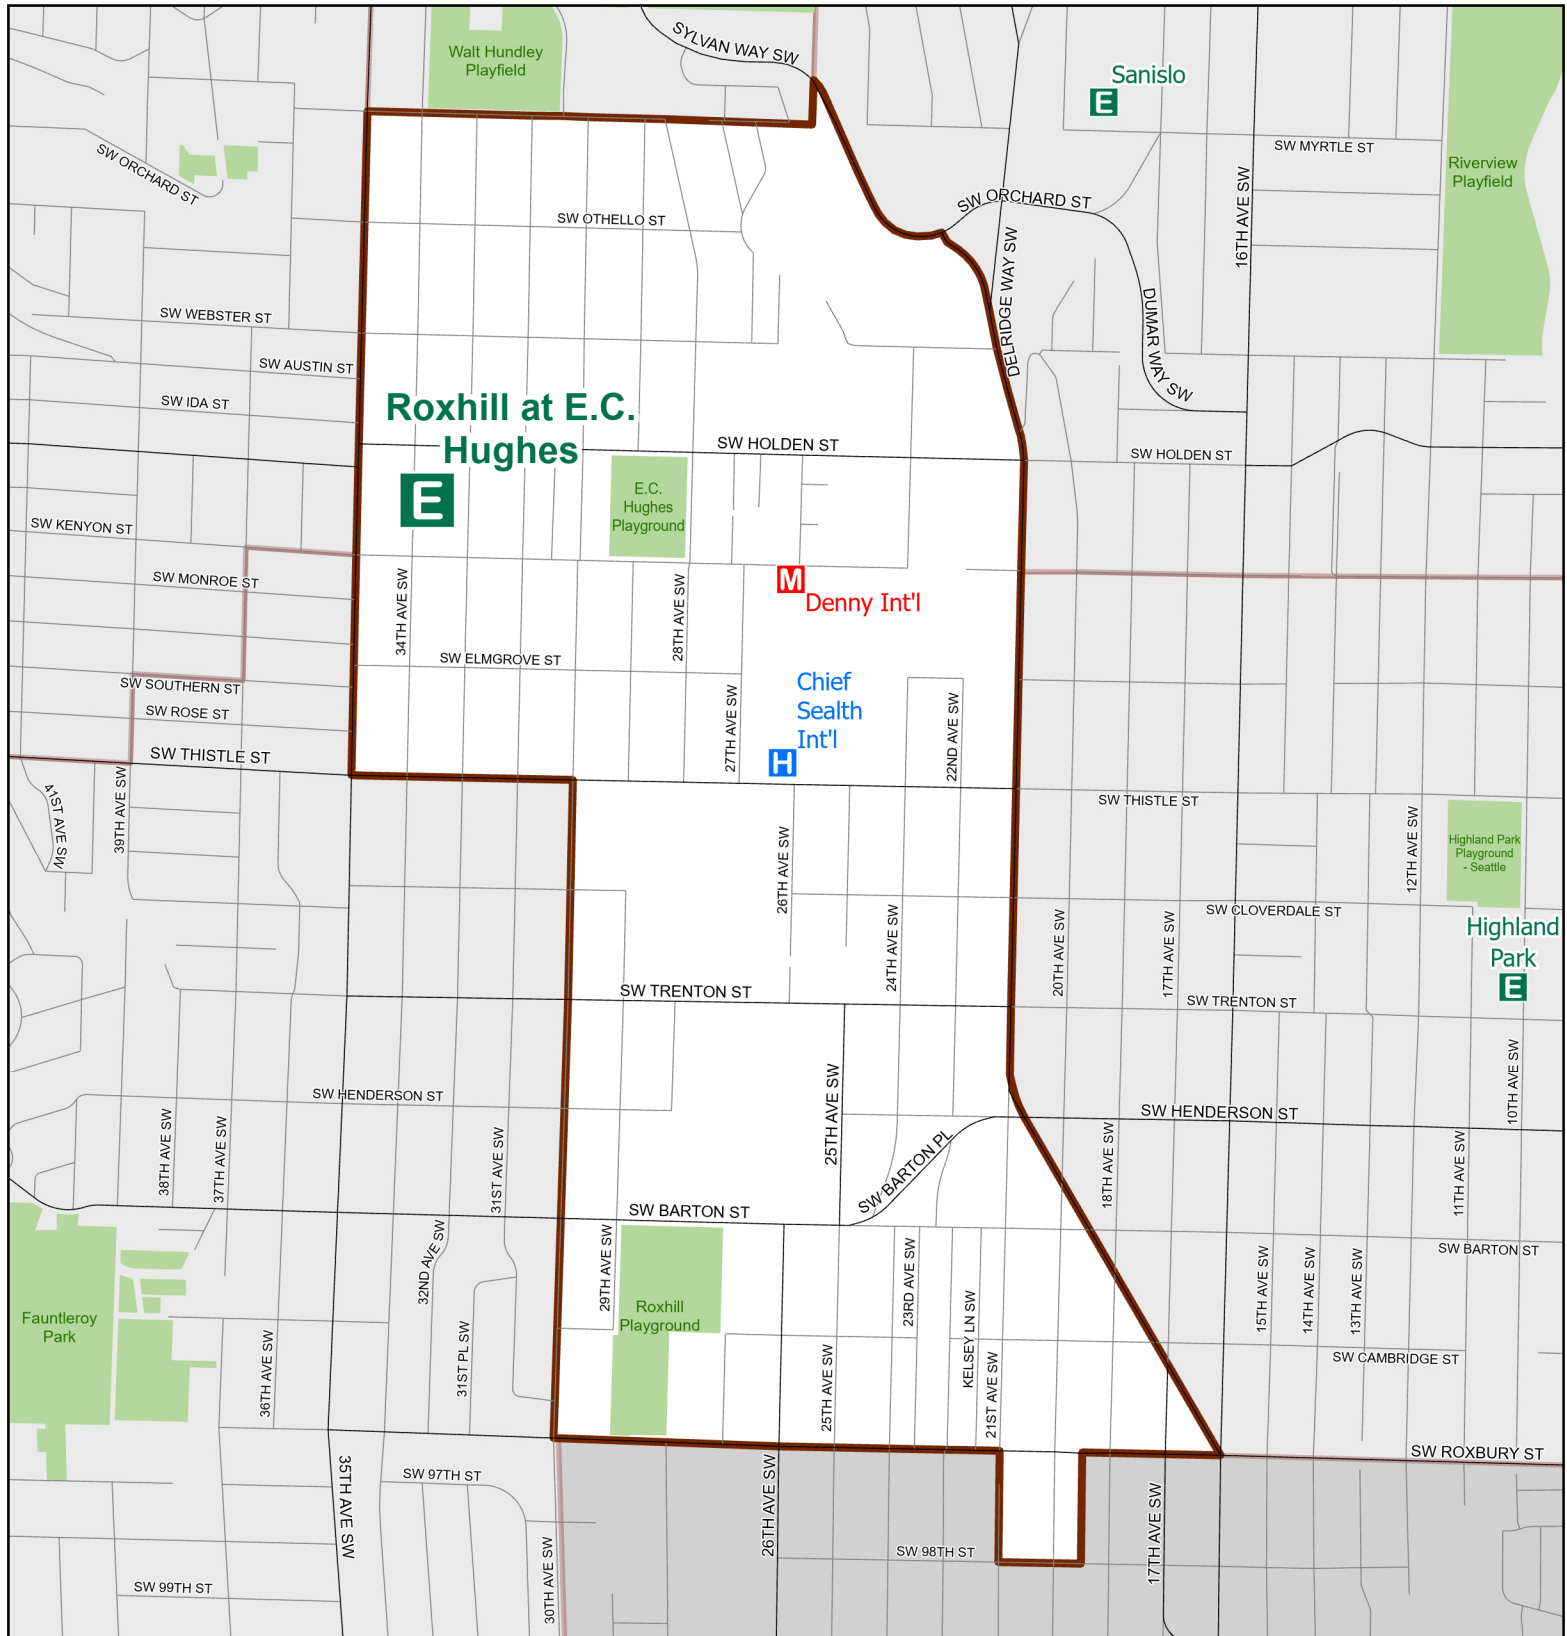 Walt Hundley
Playfield
SYLVAN WAY SW
Sanislo
E
SW MYRTLE ST
Riverview
Playfield
SW ORCHARD ST
SW ORCHARD ST
16TH AVE SW
SW OTHELLO ST
DELRIDGE WAY SW
DUMAR WAY SW
SW WEBSTER ST
SW AUSTIN ST
SW IDA ST
Roxhill at E.C.
Hughes
E
SW HOLDEN ST
SW HOLDEN ST
E.C.
Hughes
Playground
SW KENYON ST
SW MONROE ST
34TH AVE SW
28TH AVE SW
M
Denny Int'l
SW ELMGROVE ST
SW SOUTHERN ST
SW ROSE ST
SW THISTLE ST
27TH AVE SW
Chief
Sealth
Int'l
H
22ND AVE SW
41ST AVE SW
39TH AVE SW
SW THISTLE ST
12TH AVE SW
Highland Park
Playground
- Seattle
26TH AVE SW
24TH AVE SW
SW CLOVERDALE ST
20TH AVE SW
17TH AVE SW
Highland
Park
E
SW TRENTON ST
SW TRENTON ST
SW HENDERSON ST
25TH AVE SW
SW HENDERSON ST
10TH AVE SW
38TH AVE SW
37TH AVE SW
31ST AVE SW
SW BARTON PL
18TH AVE SW
11TH AVE SW
SW BARTON ST
SW BARTON ST
32ND AVE SW
29TH AVE SW
23RD AVE SW
KELSEY LN SW
15TH AVE SW
14TH AVE SW
13TH AVE SW
Fauntleroy
Park
Roxhill
Playground
36TH AVE SW
31ST PL SW
25TH AVE SW
21ST AVE SW
SW CAMBRIDGE ST
SW ROXBURY ST
35TH AVE SW
SW 97TH ST
26TH AVE SW
17TH AVE SW
SW 98TH ST
30TH AVE SW
SW 99TH ST